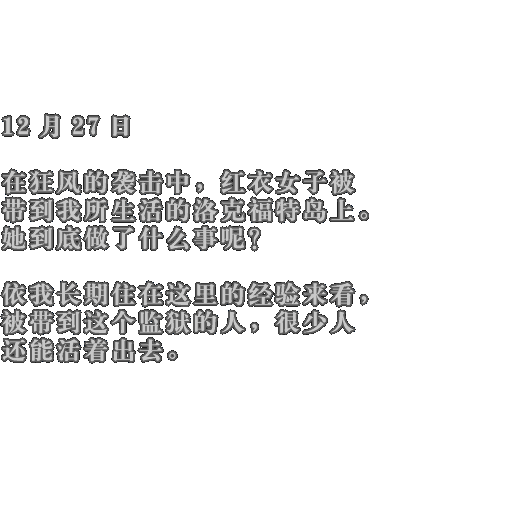 12 月 27 日
在狂风的袭击中，红衣女子被
带到我所生活的洛克福特岛上。
她到底做了什么事呢？
依我长期住在这里的经验来看，
被带到这个监狱的人，很少人
还能活着出去。